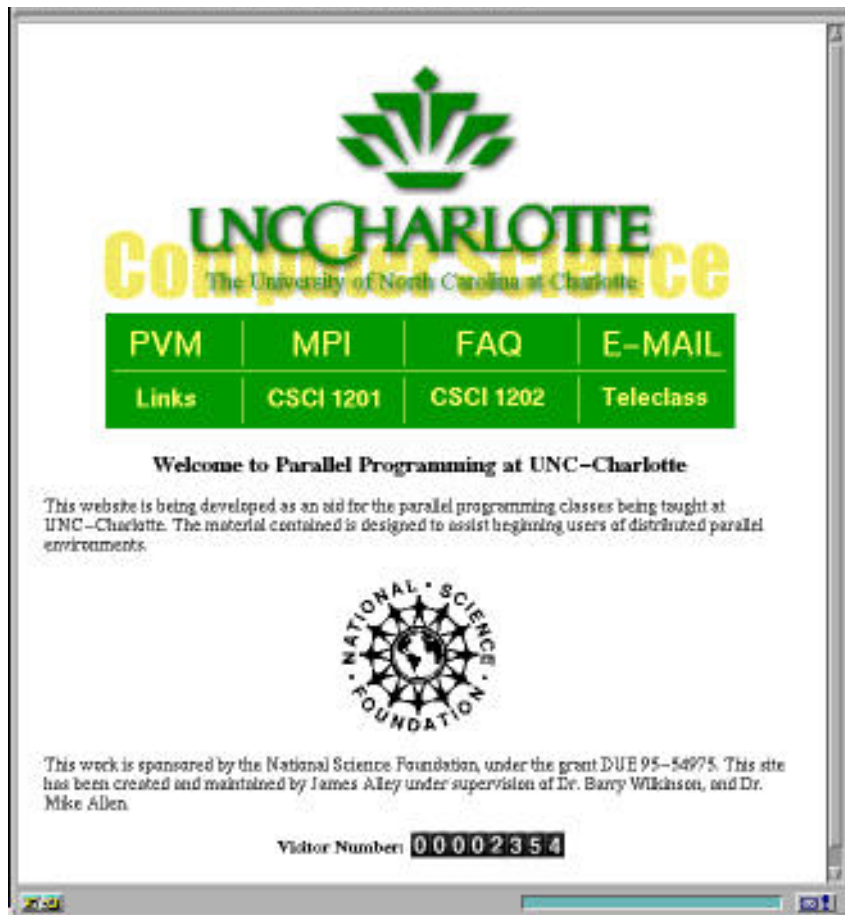 UNCCHARLOTTE
Computer Science
The University of North Carolina at Charlotte
PVM MPI FAQ E-MAIL
Links CSCI 1201 CSCI 1202 Teleclass
Welcome to Parallel Programming at UNC-Charlotte
This website is being developed as an aid for the parallel programming classes being taught at
UNC-Charlotte. The material contained is designed to assist beginning users of distributed parallel
environments.
NATIONAL · SCIENCE · FOUNDATION ·
This work is sponsored by the National Science Foundation, under the grant DUE 95-54975. This site
has been created and maintained by James Alley under supervision of Dr. Barry Wilkinson, and Dr.
Mike Allen.
Visitor Number: 00002354